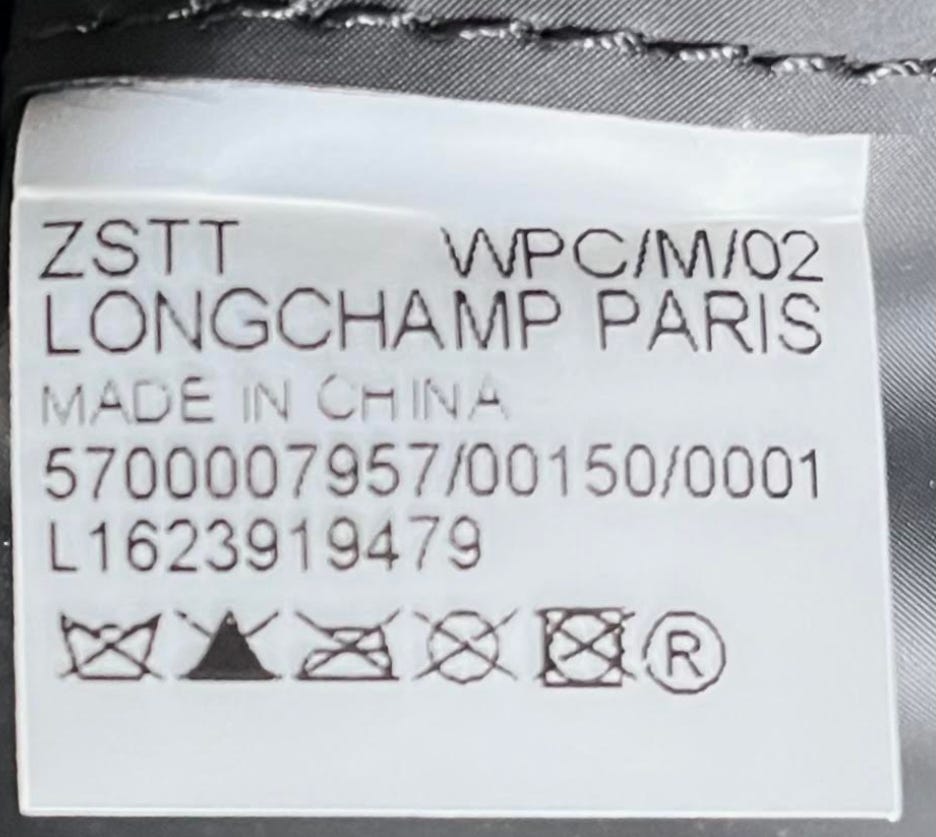 ZSTT WPC/M/02
LONGCHAMP PARIS
MADE IN CHINA
5700007957/00150/0001
L1623919479
®